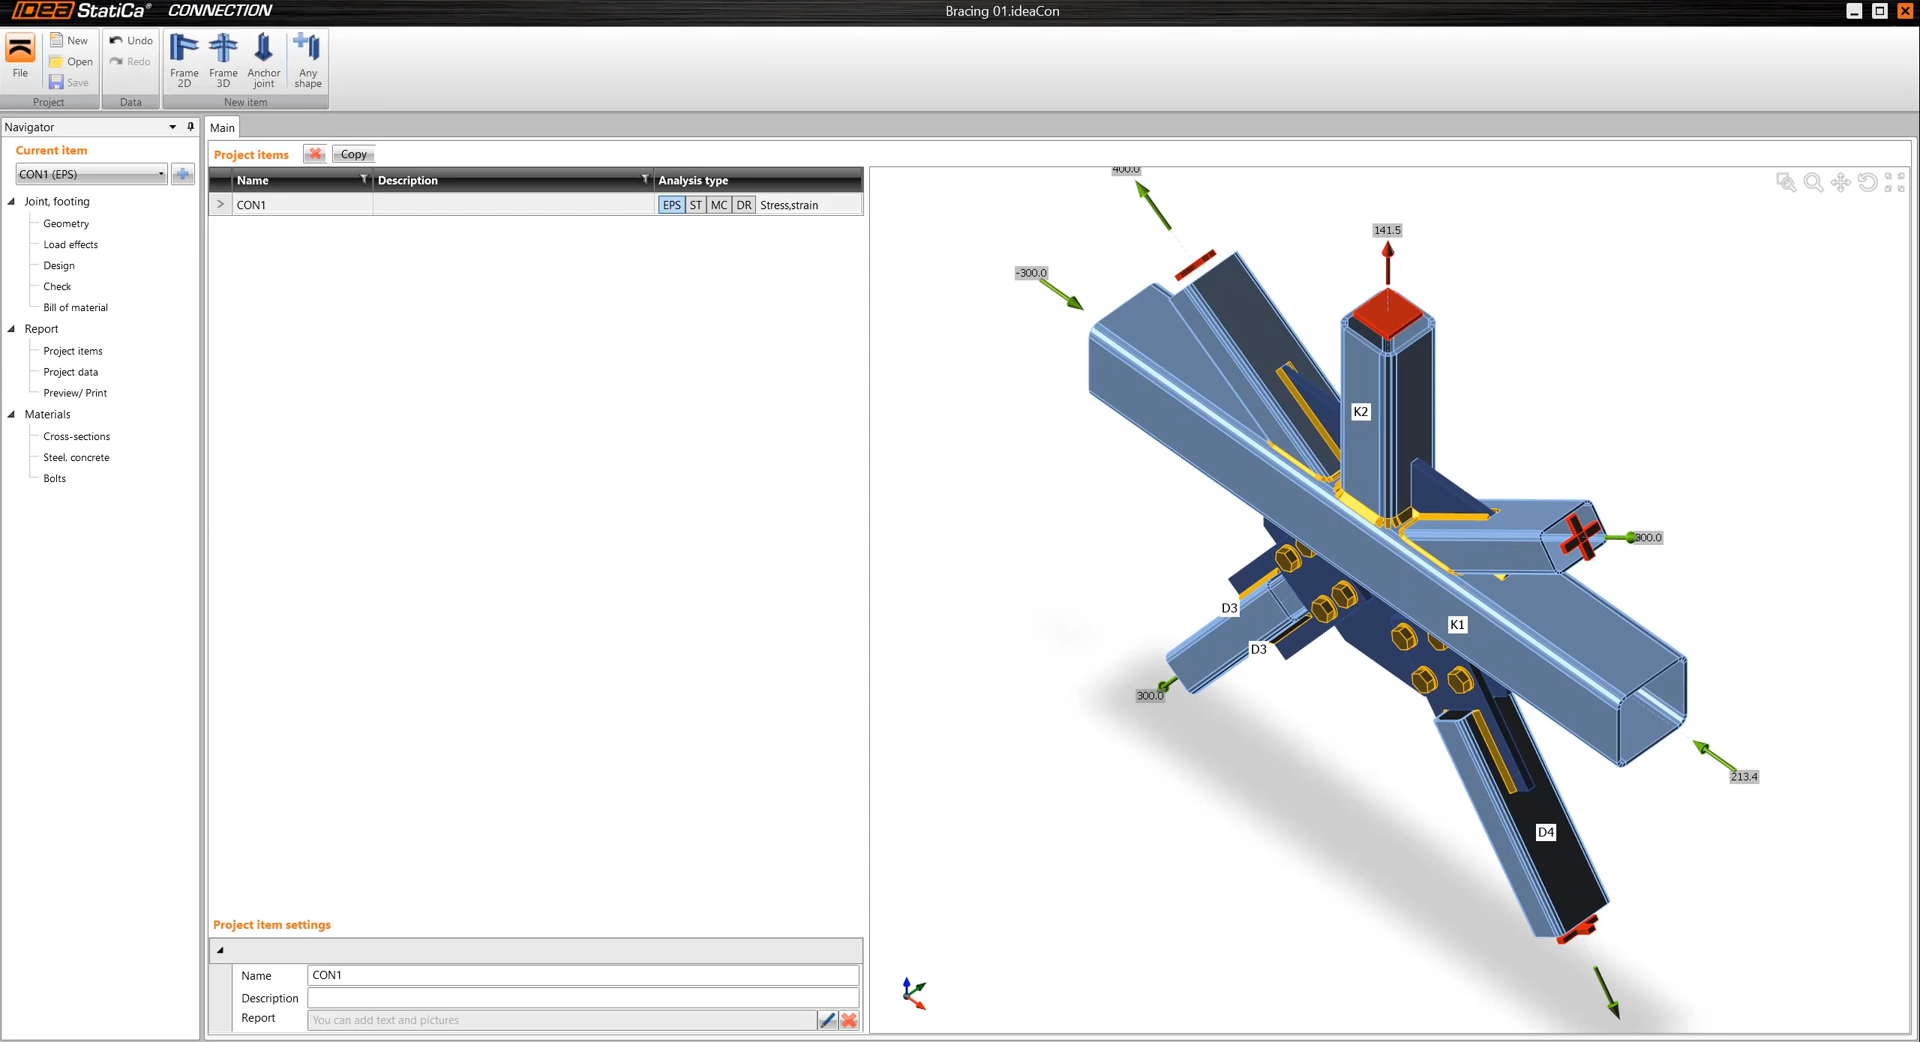 IDEA StatiCa® CONNECTION
Bracing 01.ideaCon
File
New
Open
Save
Project
Undo
Redo
Data
Frame 2D
Frame 3D
Anchor joint
Any shape
New item
Navigator
Current item
CON1 (EPS)
Joint, footing
Geometry
Load effects
Design
Check
Bill of material
Report
Project items
Project data
Preview/ Print
Materials
Cross-sections
Steel, concrete
Bolts
Main
Project items
Copy
Name Description Analysis type
CON1 EPS ST MC DR Stress,strain
400.0
141.5
-300.0
K2
300.0
D3
K1
D3
300.0
213.4
D4
Project item settings
Name CON1
Description
Report You can add text and pictures